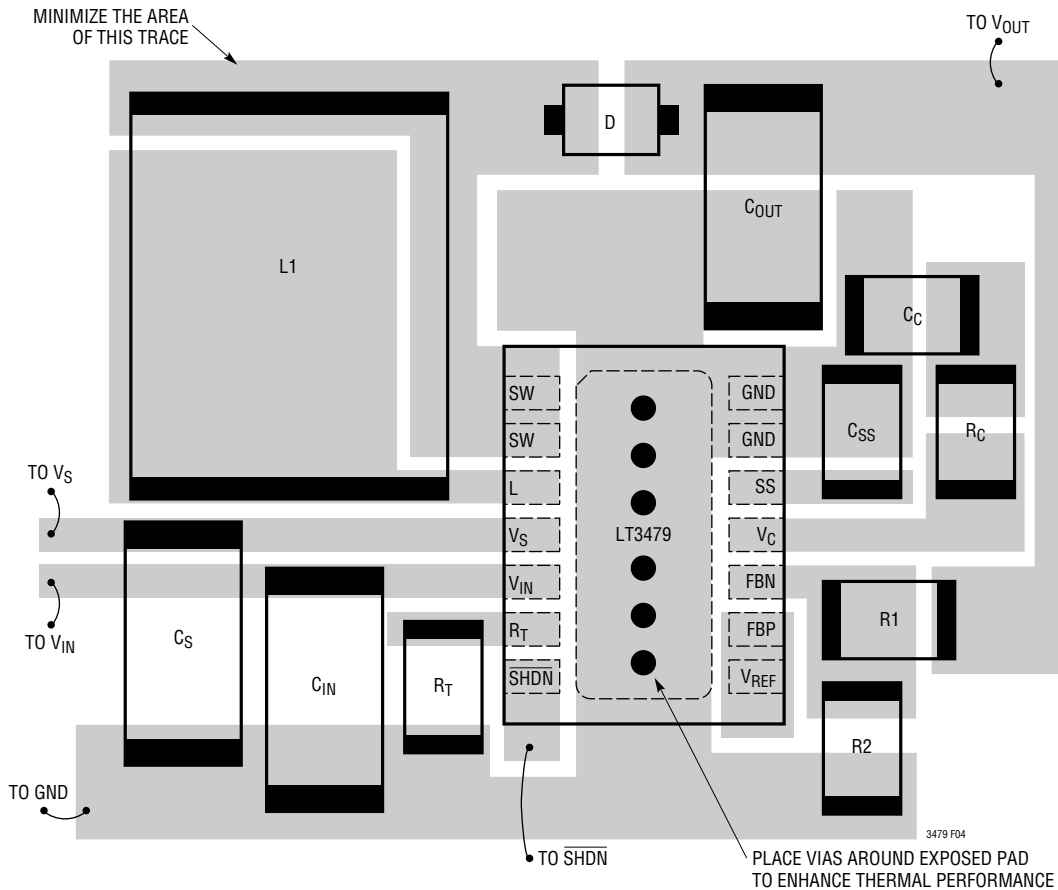 MINIMIZE THE AREA
OF THIS TRACE
TO VOUT
D
COUT
L1
CC
SW
GND
SW
GND
CSS
RC
TO VS
L
SS
VS
LT3479
VC
VIN
FBN
TO VIN
CS
RT
FBP
R1
CIN
RT
SHDN
VREF
R2
TO GND
3479 F04
TO SHDN
PLACE VIAS AROUND EXPOSED PAD
TO ENHANCE THERMAL PERFORMANCE